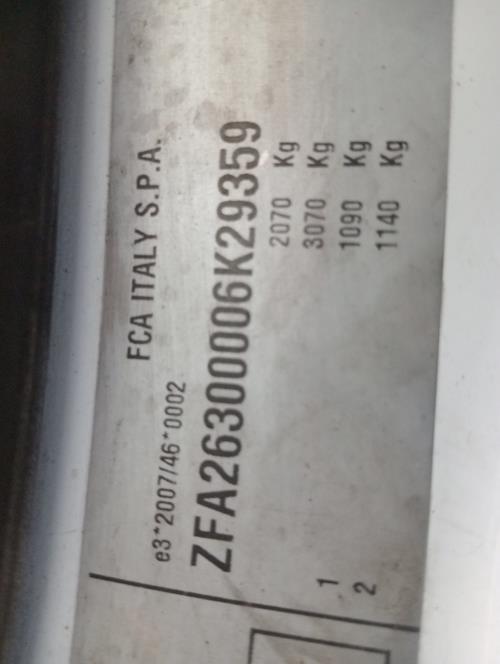 FCA ITALY S.P.A.
e3*2007/46*0002
ZFA26300006K29359
2070 Kg
3070 Kg
1 1090 Kg
2 1140 Kg